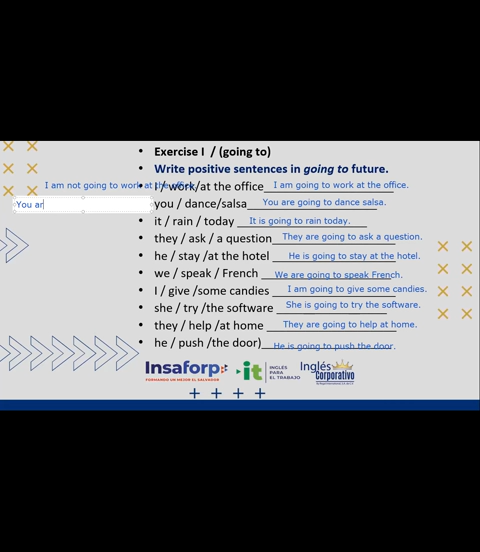 Exercise I / (going to)
Write positive sentences in going to future.
I am not going to work at the office.
I / work/at the office I am going to work at the office.
You ar
you / dance/salsa You are going to dance salsa.
it / rain / today It is going to rain today.
they / ask / a question They are going to ask a question.
he / stay /at the hotel He is going to stay at the hotel.
we / speak / French We are going to speak French.
I / give /some candies I am going to give some candies.
she / try /the software She is going to try the software.
they / help /at home They are going to help at home.
he / push /the door) He is going to push the door.
Insaforp
FORMANDO UN MEJOR EL SALVADOR
it
INGLÉS
PARA
EL TRABAJO
Inglés
Corporativo